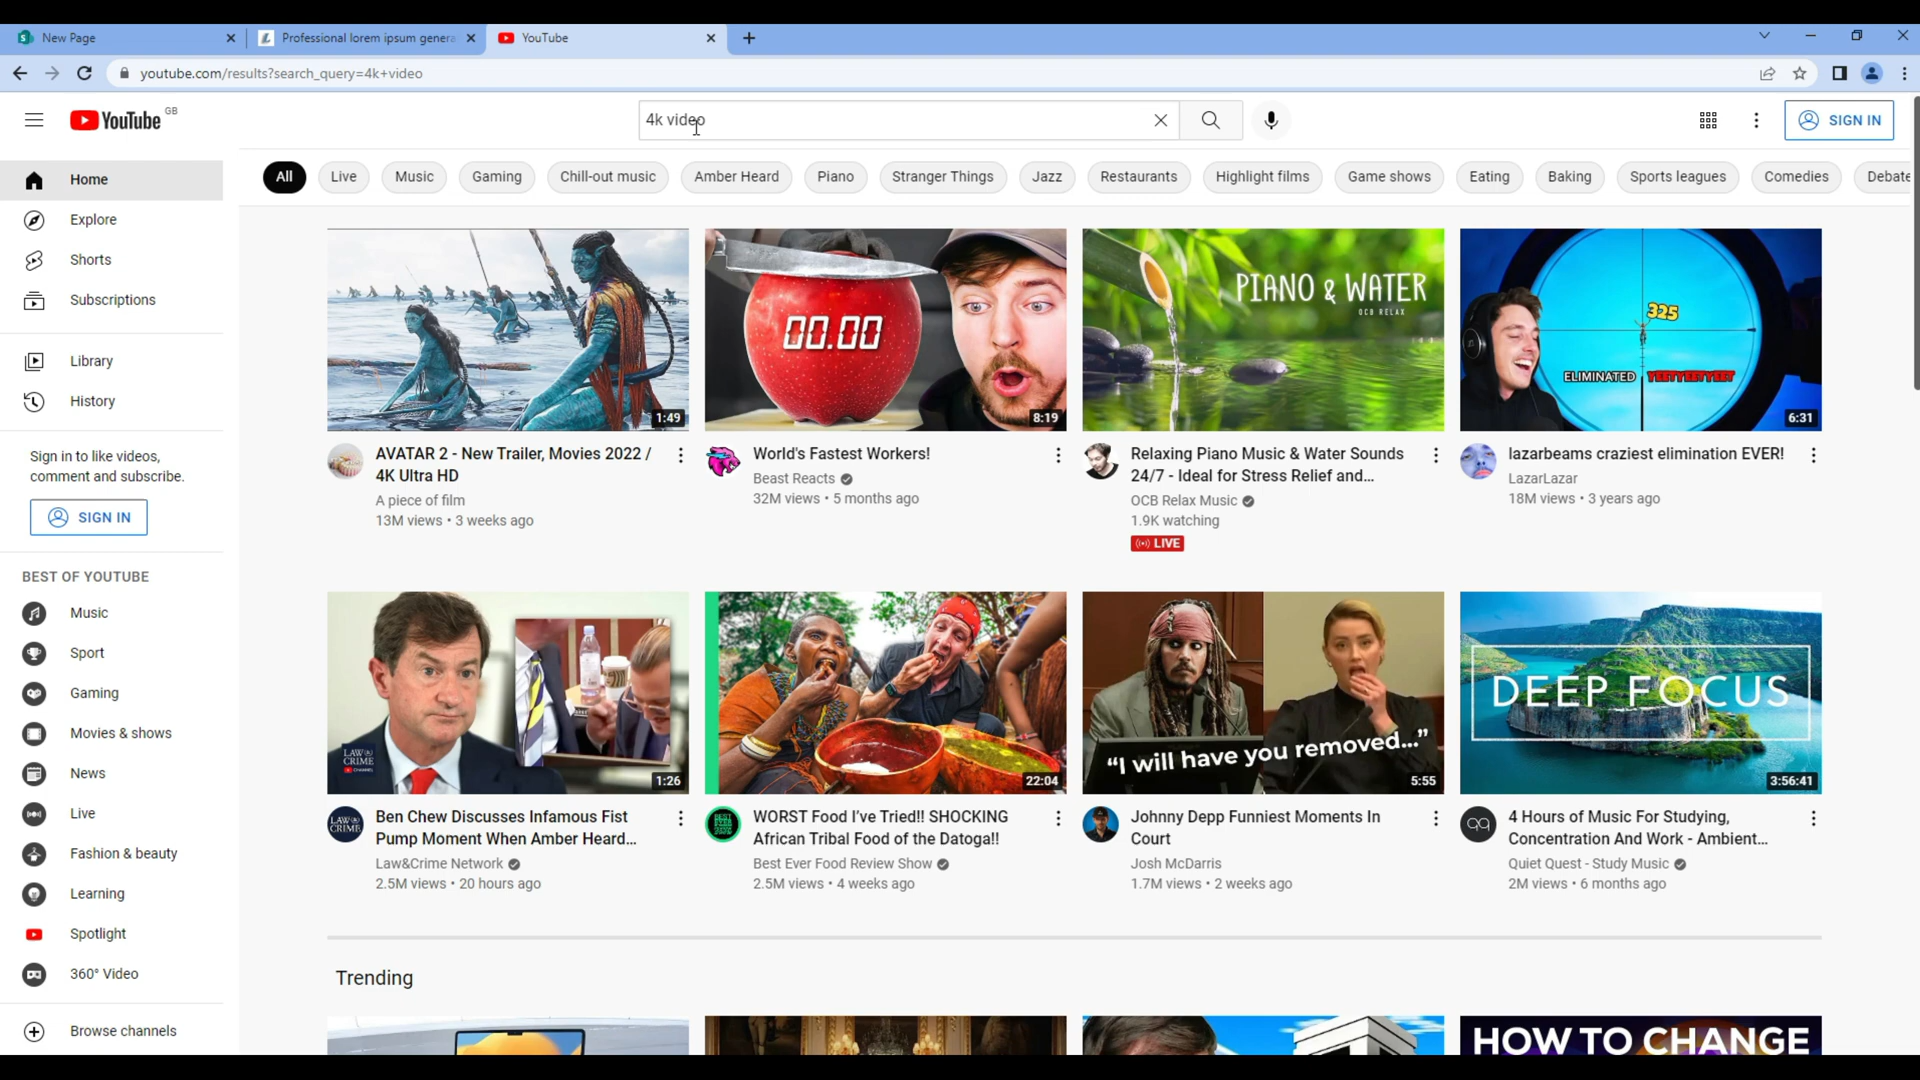 New Page
Professional lorem ipsum genera
YouTube
youtube.com/results?search_query=4k+video
YouTube GB
4k video
SIGN IN
All
Live
Music
Gaming
Chill-out music
Amber Heard
Piano
Stranger Things
Jazz
Restaurants
Highlight films
Game shows
Eating
Baking
Sports leagues
Comedies
Debate
Home
Explore
Shorts
Subscriptions
Library
History
Sign in to like videos,
comment and subscribe.
SIGN IN
BEST OF YOUTUBE
Music
Sport
Gaming
Movies & shows
News
Live
Fashion & beauty
Learning
Spotlight
360° Video
Browse channels
1:49
AVATAR 2 - New Trailer, Movies 2022 /
4K Ultra HD
A piece of film
13M views • 3 weeks ago
00.00
8:19
World's Fastest Workers!
Beast Reacts
32M views • 5 months ago
PIANO & WATER
OCB RELAX
Relaxing Piano Music & Water Sounds
24/7 - Ideal for Stress Relief and...
OCB Relax Music
1.9K watching
LIVE
325
ELIMINATED YEETYEETYEET
6:31
lazarbeams craziest elimination EVER!
LazarLazar
18M views • 3 years ago
LAW&
CRIME
CHANNEL
1:26
LAW&
CRIME
Ben Chew Discusses Infamous Fist
Pump Moment When Amber Heard...
Law&Crime Network
2.5M views • 20 hours ago
22:04
BEST
EVER
FOOD
WORST Food I've Tried!! SHOCKING
African Tribal Food of the Datoga!!
Best Ever Food Review Show
2.5M views • 4 weeks ago
"I will have you removed..."
5:55
Johnny Depp Funniest Moments In
Court
Josh McDarris
1.7M views • 2 weeks ago
DEEP FOCUS
3:56:41
4 Hours of Music For Studying,
Concentration And Work - Ambient...
Quiet Quest - Study Music
2M views • 6 months ago
Trending
HOW TO CHANGE